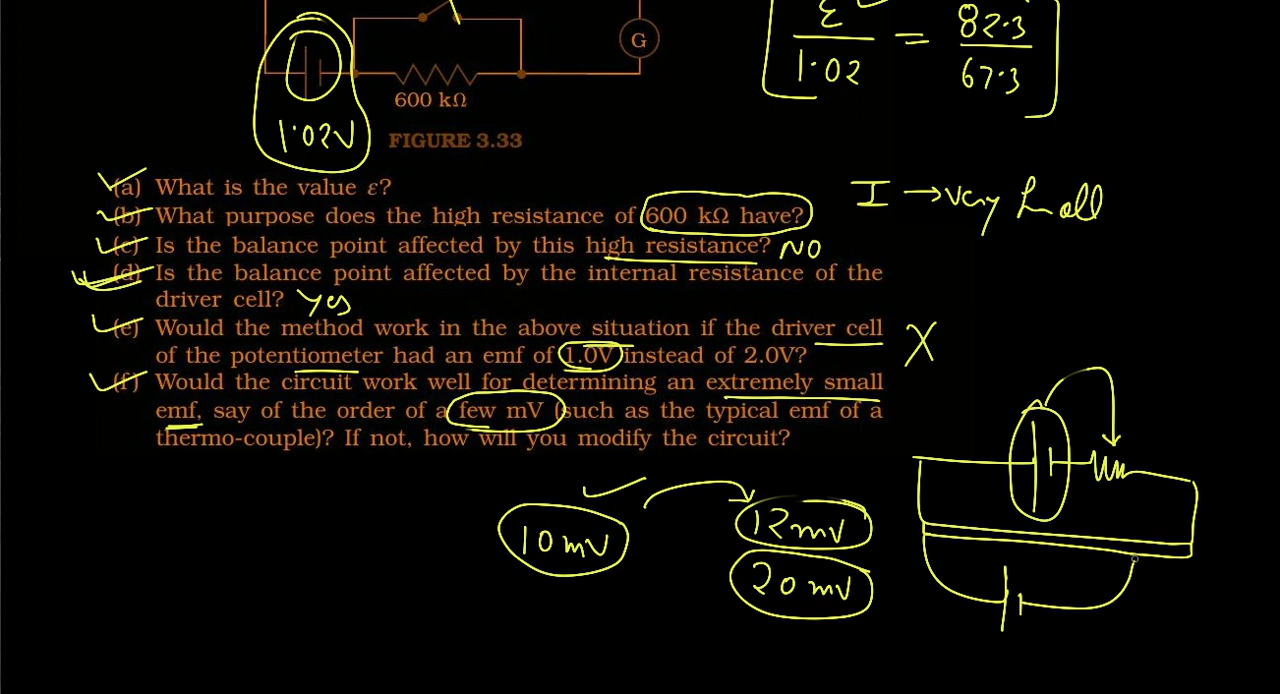 G
ε/1.02 = 82.3/67.3
600 kΩ
1.02V
FIGURE 3.33
(a) What is the value ε?
(b) What purpose does the high resistance of 600 kΩ have?
I → very small
(c) Is the balance point affected by this high resistance? NO
(d) Is the balance point affected by the internal resistance of the
driver cell? Yes
(e) Would the method work in the above situation if the driver cell
of the potentiometer had an emf of 1.0V instead of 2.0V? X
(f) Would the circuit work well for determining an extremely small
emf, say of the order of a few mV (such as the typical emf of a
thermo-couple)? If not, how will you modify the circuit?
10mV
12mV
20mV